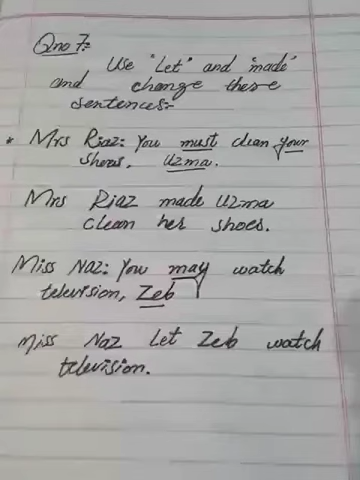 Qno 7:
Use "Let" and "made"
and change these
sentences:-
* Mrs Riaz: You must clean your
shoes, Uzma.
Mrs Riaz made Uzma
clean her shoes.
Miss Naz: You may watch
television, Zeb
Miss Naz let Zeb watch
television.